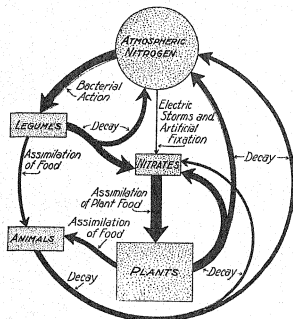 ATMOSPHERIC
NITROGEN
Bacterial
Action
Electric
Storms and
Artificial
Fixation
LEGUMES
Decay
Decay
Assimilation
of Food
NITRATES
Assimilation
of Plant Food
Assimilation
of Food
ANIMALS
PLANTS
Decay
Decay